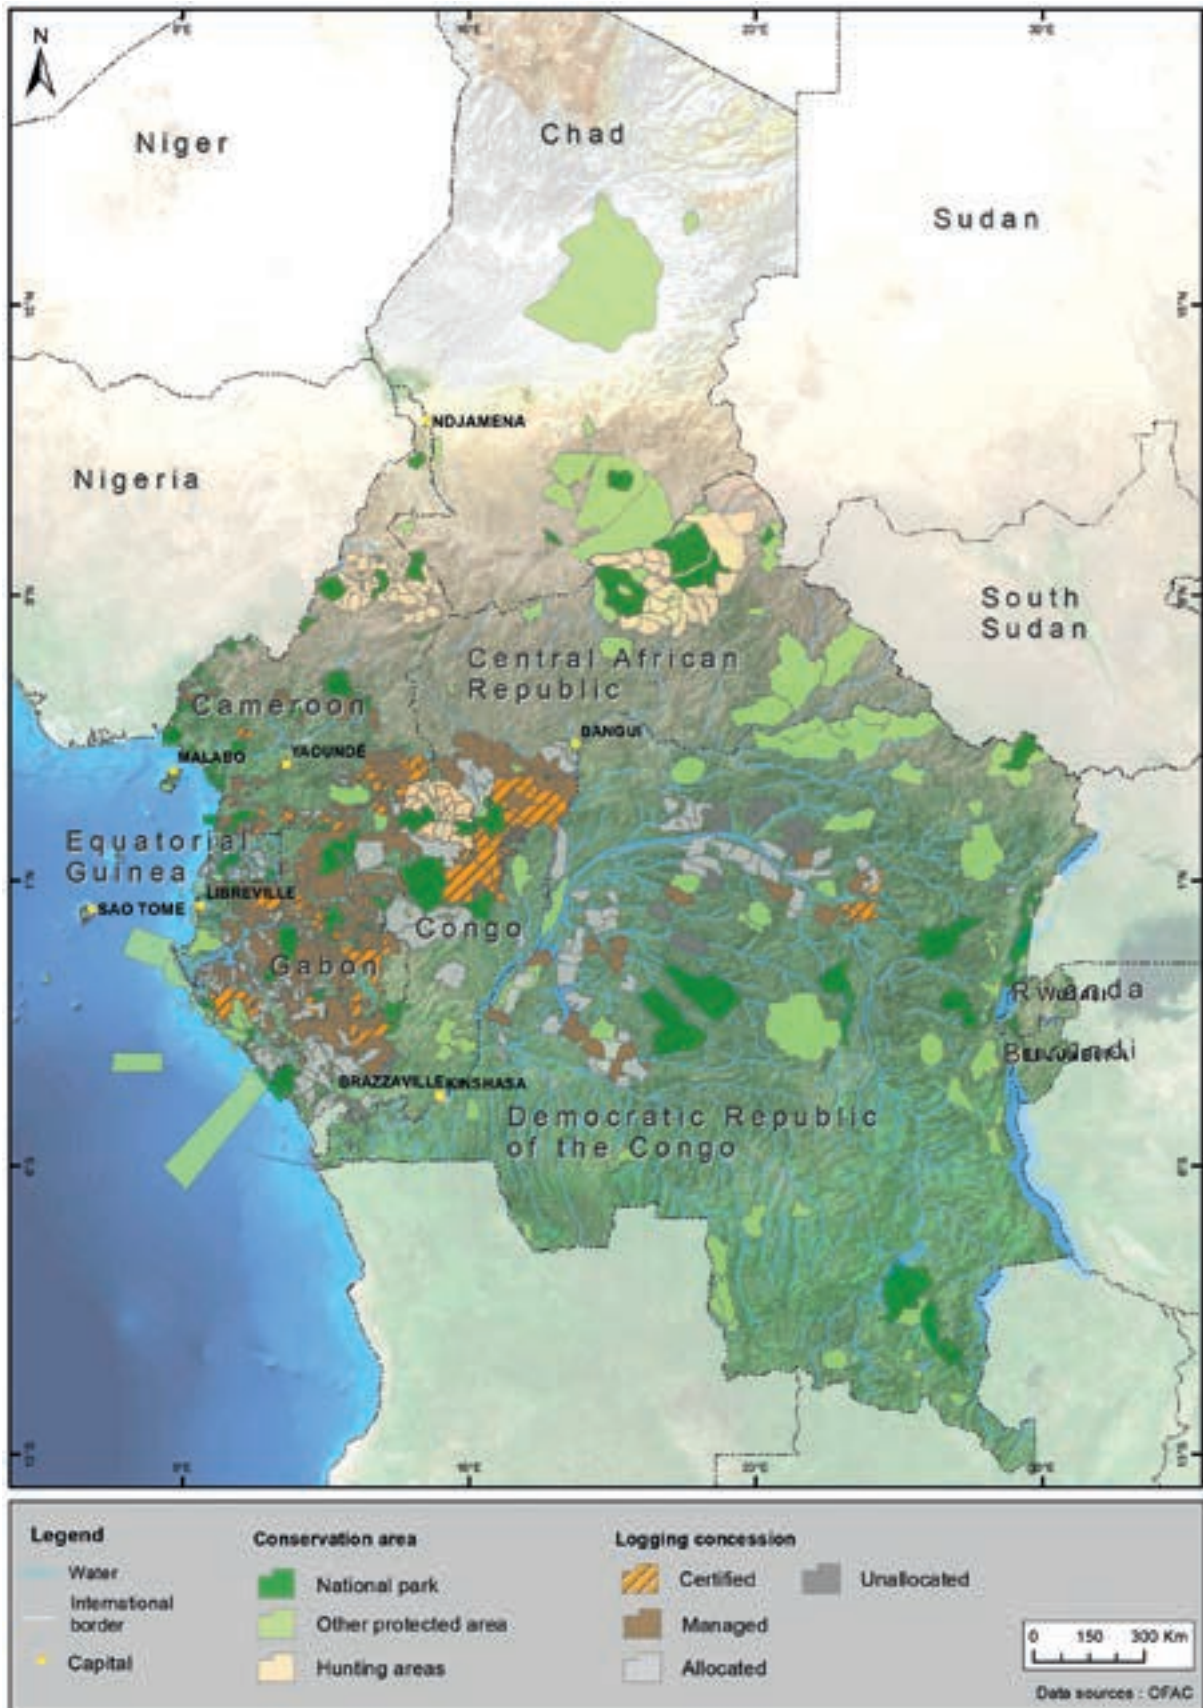 N
Niger
Chad
Sudan
NDJAMENA
Nigeria
South
Sudan
Central African
Republic
Cameroon
BANGUI
MALABO
YAOUNDÉ
Equatorial
Guinea
LIBREVILLE
SAO TOME
Congo
Gabon
Rwanda
Burundi
BRAZZAVILLE
KINSHASA
Democratic Republic
of the Congo
Legend
Water
International
border
Capital
Conservation area
National park
Other protected area
Hunting areas
Logging concession
Certified
Managed
Allocated
Unallocated
0 150 300 Km
Data sources : OFAC